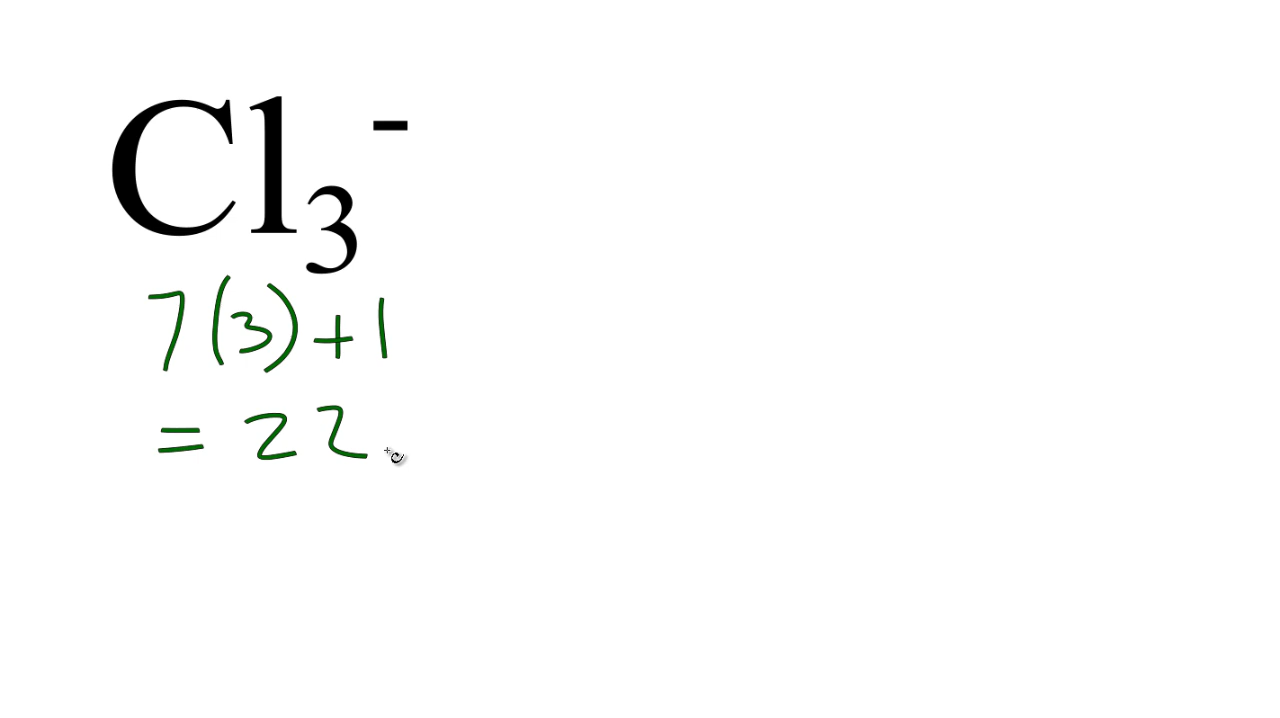 Cl₃⁻
7(3)+1
= 22